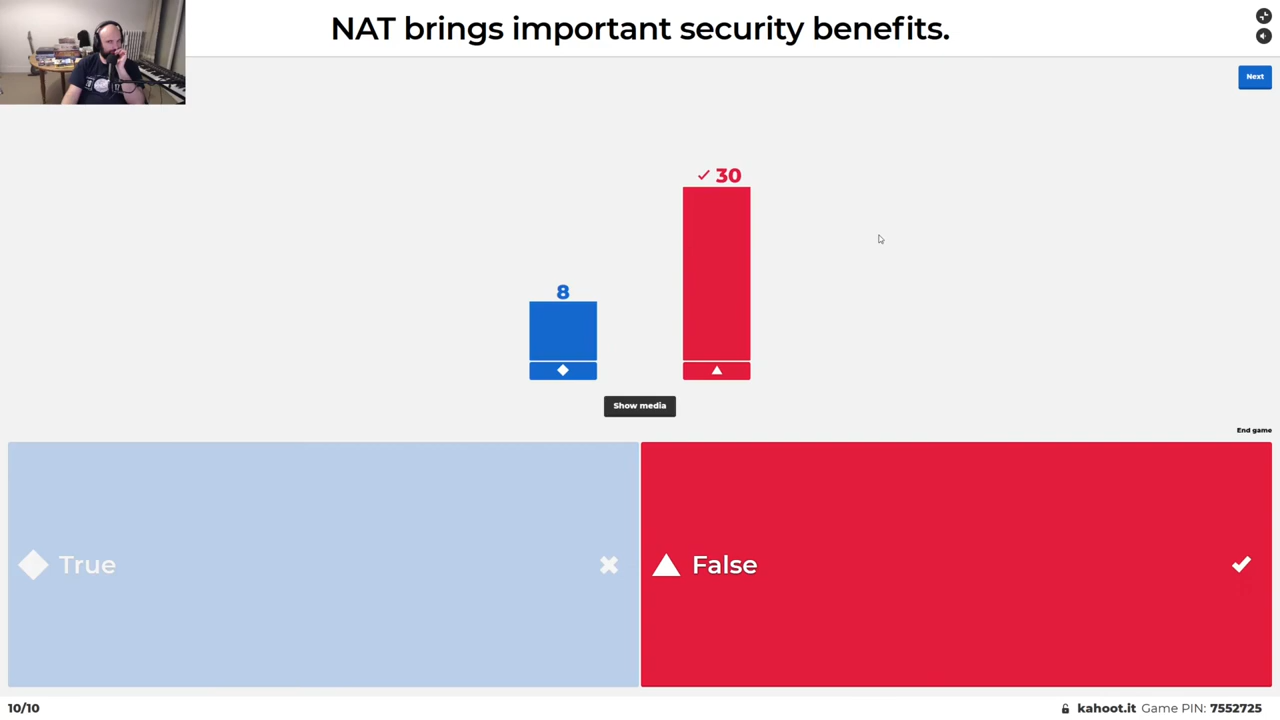 NAT brings important security benefits.
Next
30
8
Show media
End game
True
False
10/10
kahoot.it Game PIN: 7552725